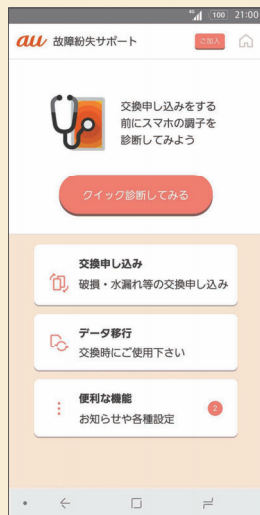 4G 100 21:00
au 故障紛失サポート ご加入
交換申し込みをする
前にスマホの調子を
診断してみよう
クイック診断してみる
交換申し込み
破損・水漏れ等の交換申し込み
データ移行
交換時にご使用下さい
便利な機能
お知らせや各種設定
2